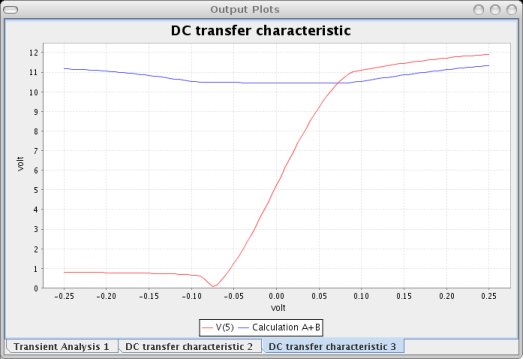 Output Plots
DC transfer characteristic
12
11
10
9
8
7
6
5
4
3
2
1
0
volt
-0.25 -0.20 -0.15 -0.10 -0.05 0.00 0.05 0.10 0.15 0.20 0.25
volt
V(5) Calculation A+B
Transient Analysis 1 DC transfer characteristic 2 DC transfer characteristic 3